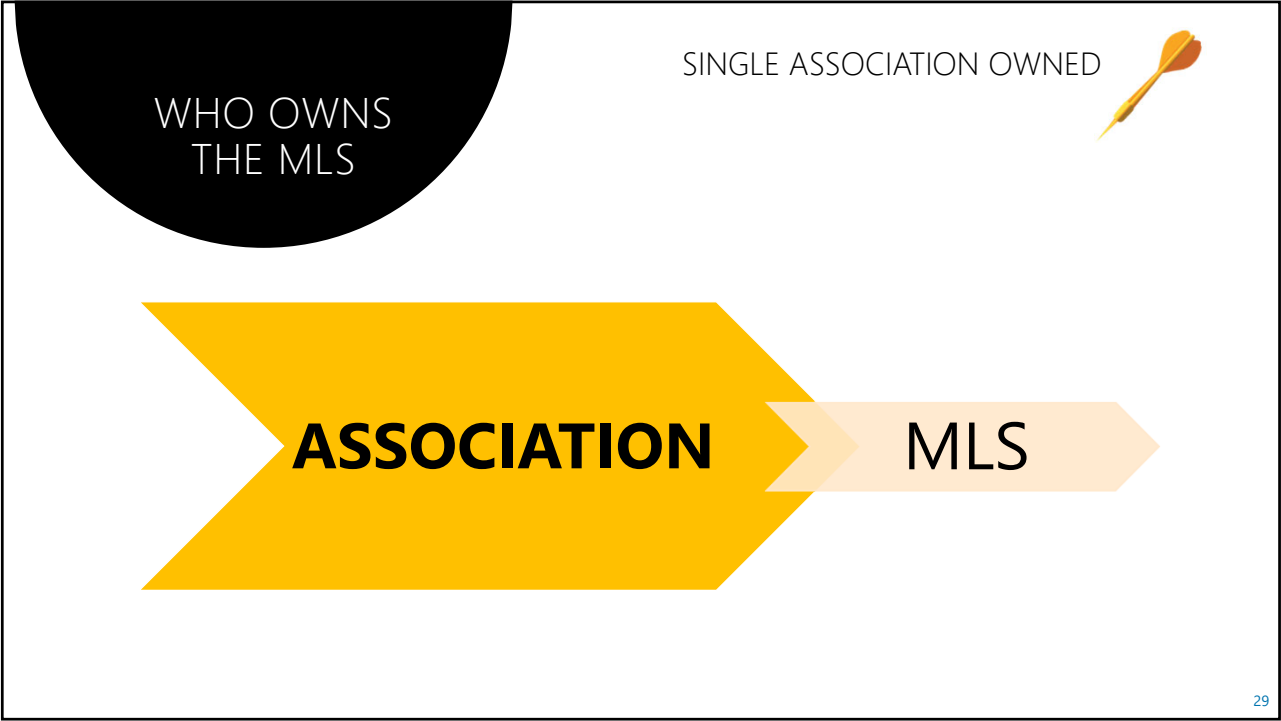 WHO OWNS
THE MLS
SINGLE ASSOCIATION OWNED
ASSOCIATION
MLS
29